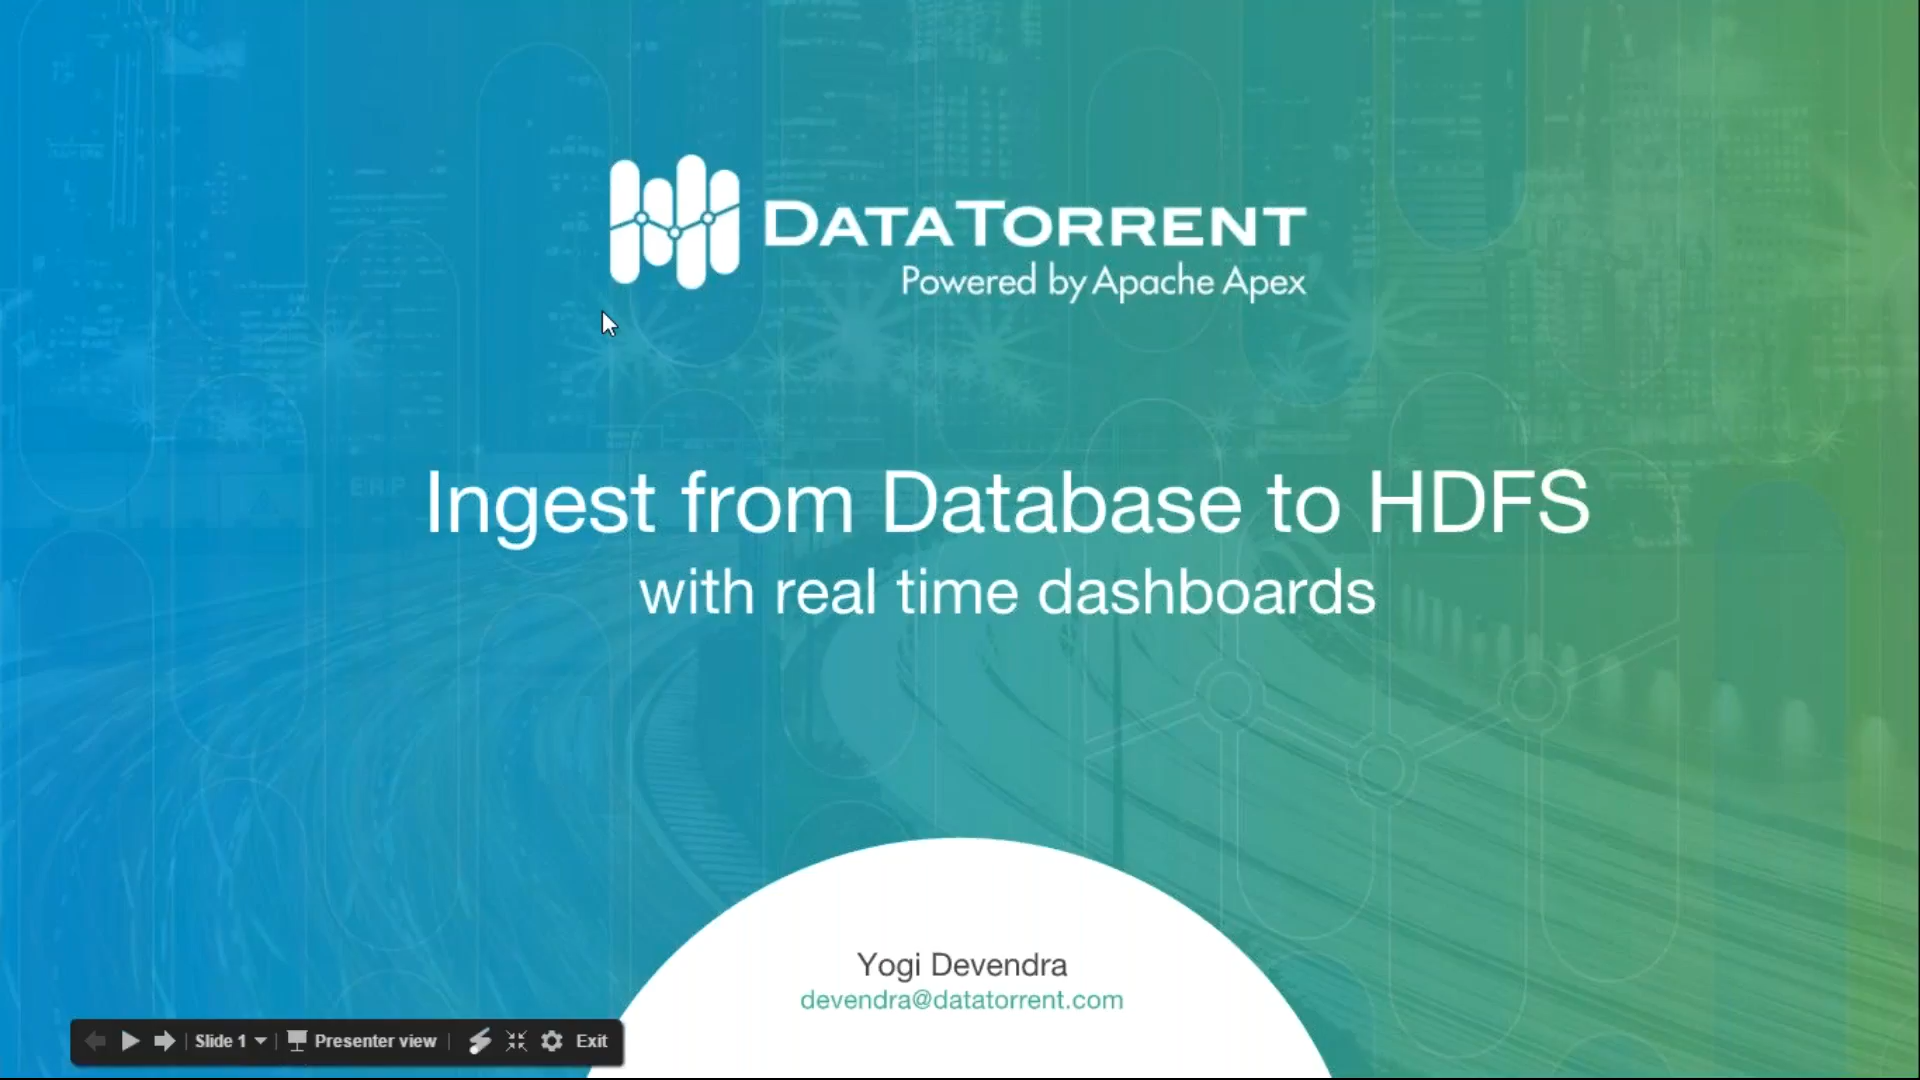 DATATORRENT
Powered by Apache Apex
Ingest from Database to HDFS
with real time dashboards
Yogi Devendra
devendra@datatorrent.com
Slide 1
Presenter view
Exit